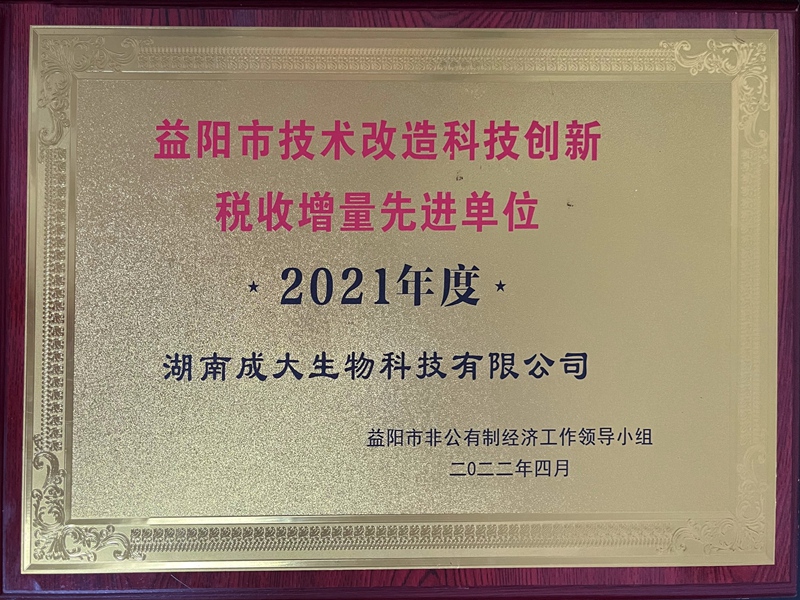 益阳市技术改造科技创新
税收增量先进单位
★ 2021年度 ★
湖南成大生物科技有限公司
益阳市非公有制经济工作领导小组
二〇二二年四月